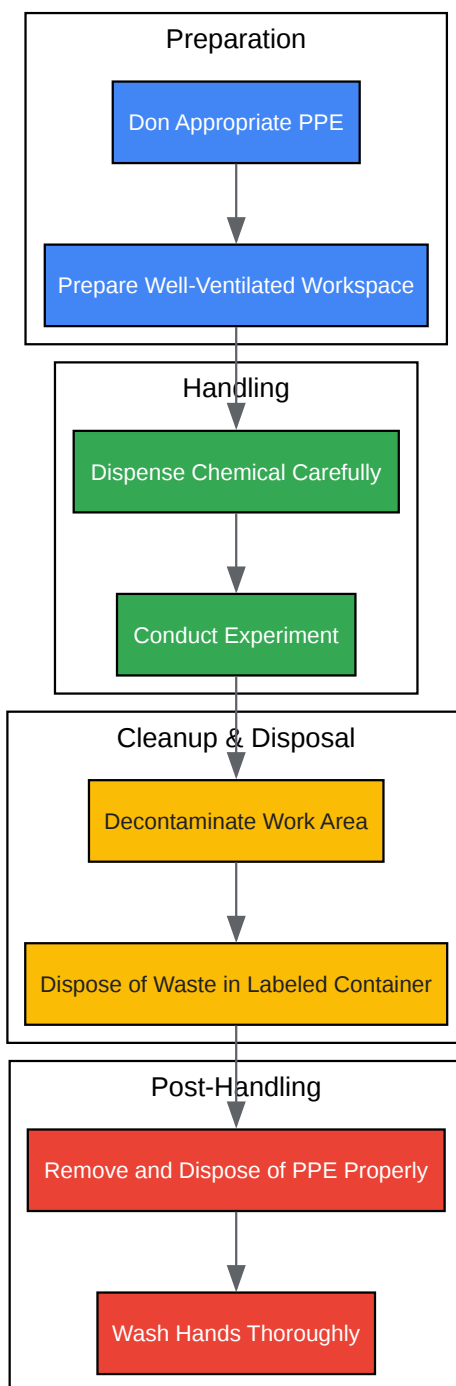 Preparation
Don Appropriate PPE
Prepare Well-Ventilated Workspace
Handling
Dispense Chemical Carefully
Conduct Experiment
Cleanup & Disposal
Decontaminate Work Area
Dispose of Waste in Labeled Container
Post-Handling
Remove and Dispose of PPE Properly
Wash Hands Thoroughly